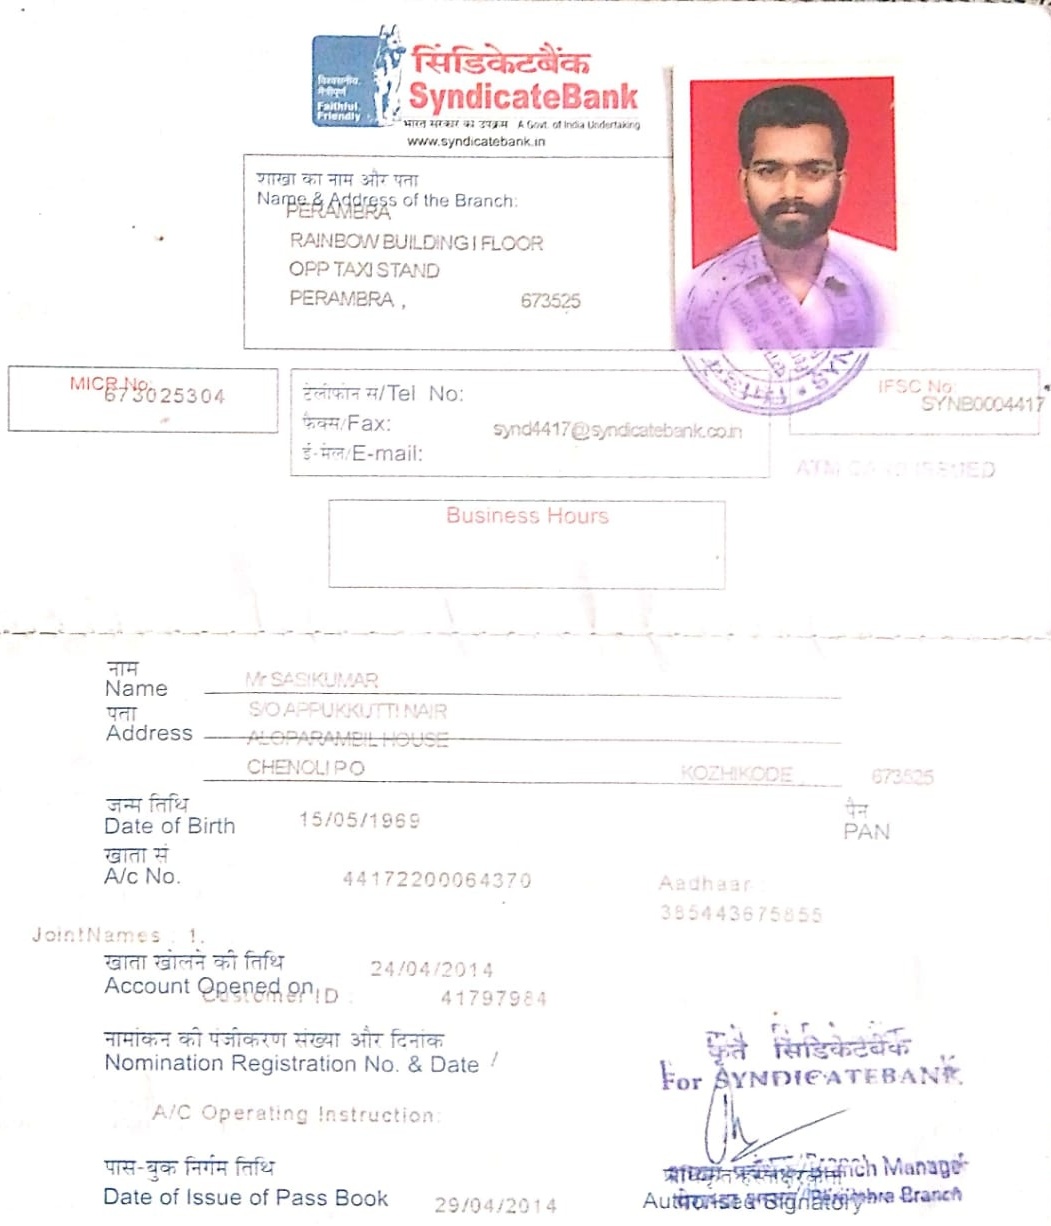 विश्वसनीय,
मैत्रीपूर्ण
Faithful,
Friendly
सिंडिकेटबैंक
SyndicateBank
भारत सरकार का उपक्रम A Govt. of India Undertaking
www.syndicatebank.in
शाखा का नाम और पता
Name & Address of the Branch:
PERAMBRA
RAINBOW BUILDING I FLOOR
OPP TAXI STAND
PERAMBRA , 673525
MICR No:
673025304
टेलीफोन सं/Tel No:
फैक्स/Fax:
synd4417@syndicatebank.co.in
ई-मेल/E-mail:
IFSC No:
SYNB0004417
ATM CARD ISSUED
Business Hours
नाम
Name Mr SASIKUMAR
पता S/O APPUKKUTTI NAIR
Address ALOPARAMBIL HOUSE
CHENOLI P O KOZHIKODE 673525
जन्म तिथि
Date of Birth 15/05/1969
पैन
PAN
खाता सं
A/c No. 44172200064370
Aadhaar :
385443675855
JointNames : 1.
खाता खोलने की तिथि 24/04/2014
Account Opened on
Customer ID : 41797984
नामांकन की पंजीकरण संख्या और दिनांक
Nomination Registration No. & Date /
कृते सिंडिकेटबैंक
For SYNDICATEBANK
A/C Operating Instruction:
पास-बुक निर्गम तिथि
Date of Issue of Pass Book 29/04/2014
Branch Manager
प्राधिकृत हस्ताक्षरकर्ता
Authorised Signatory
Perambra Branch